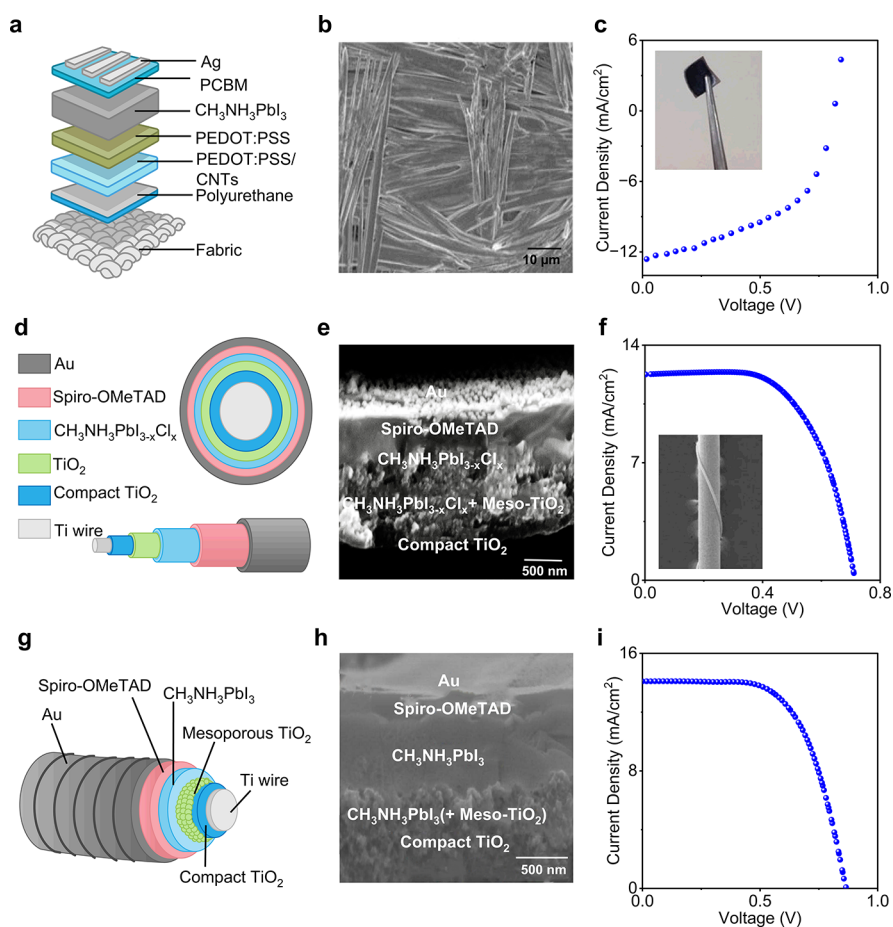 a
Ag
PCBM
CH₃NH₃PbI₃
PEDOT:PSS
PEDOT:PSS/
CNTs
Polyurethane
Fabric
b
10 μm
c
6
0
−6
−12
0.0
0.5
1.0
Current Density (mA/cm²)
Voltage (V)
d
Au
Spiro-OMeTAD
CH₃NH₃PbI₃₋ₓClₓ
TiO₂
Compact TiO₂
Ti wire
e
Au
Spiro-OMeTAD
CH₃NH₃PbI₃₋ₓClₓ
CH₃NH₃PbI₃₋ₓClₓ+ Meso-TiO₂
Compact TiO₂
500 nm
f
12
7
0
0.0
0.4
0.8
Current Density (mA/cm²)
Voltage (V)
g
Spiro-OMeTAD
Au
CH₃NH₃PbI₃
Mesoporous TiO₂
Ti wire
Compact TiO₂
h
Au
Spiro-OMeTAD
CH₃NH₃PbI₃
CH₃NH₃PbI₃(+ Meso-TiO₂)
Compact TiO₂
500 nm
i
16
8
0
0.0
0.5
1.0
Current Density (mA/cm²)
Voltage (V)